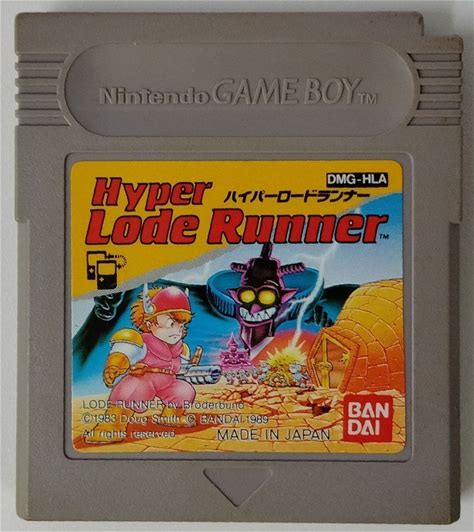 Nintendo GAME BOY TM
DMG-HLA
Hyper
ハイパーロードランナー
Lode Runner TM
LODE RUNNER by Broderbund
©1983 Doug Smith © BANDAI 1989
All rights reserved
MADE IN JAPAN
BAN
DAI